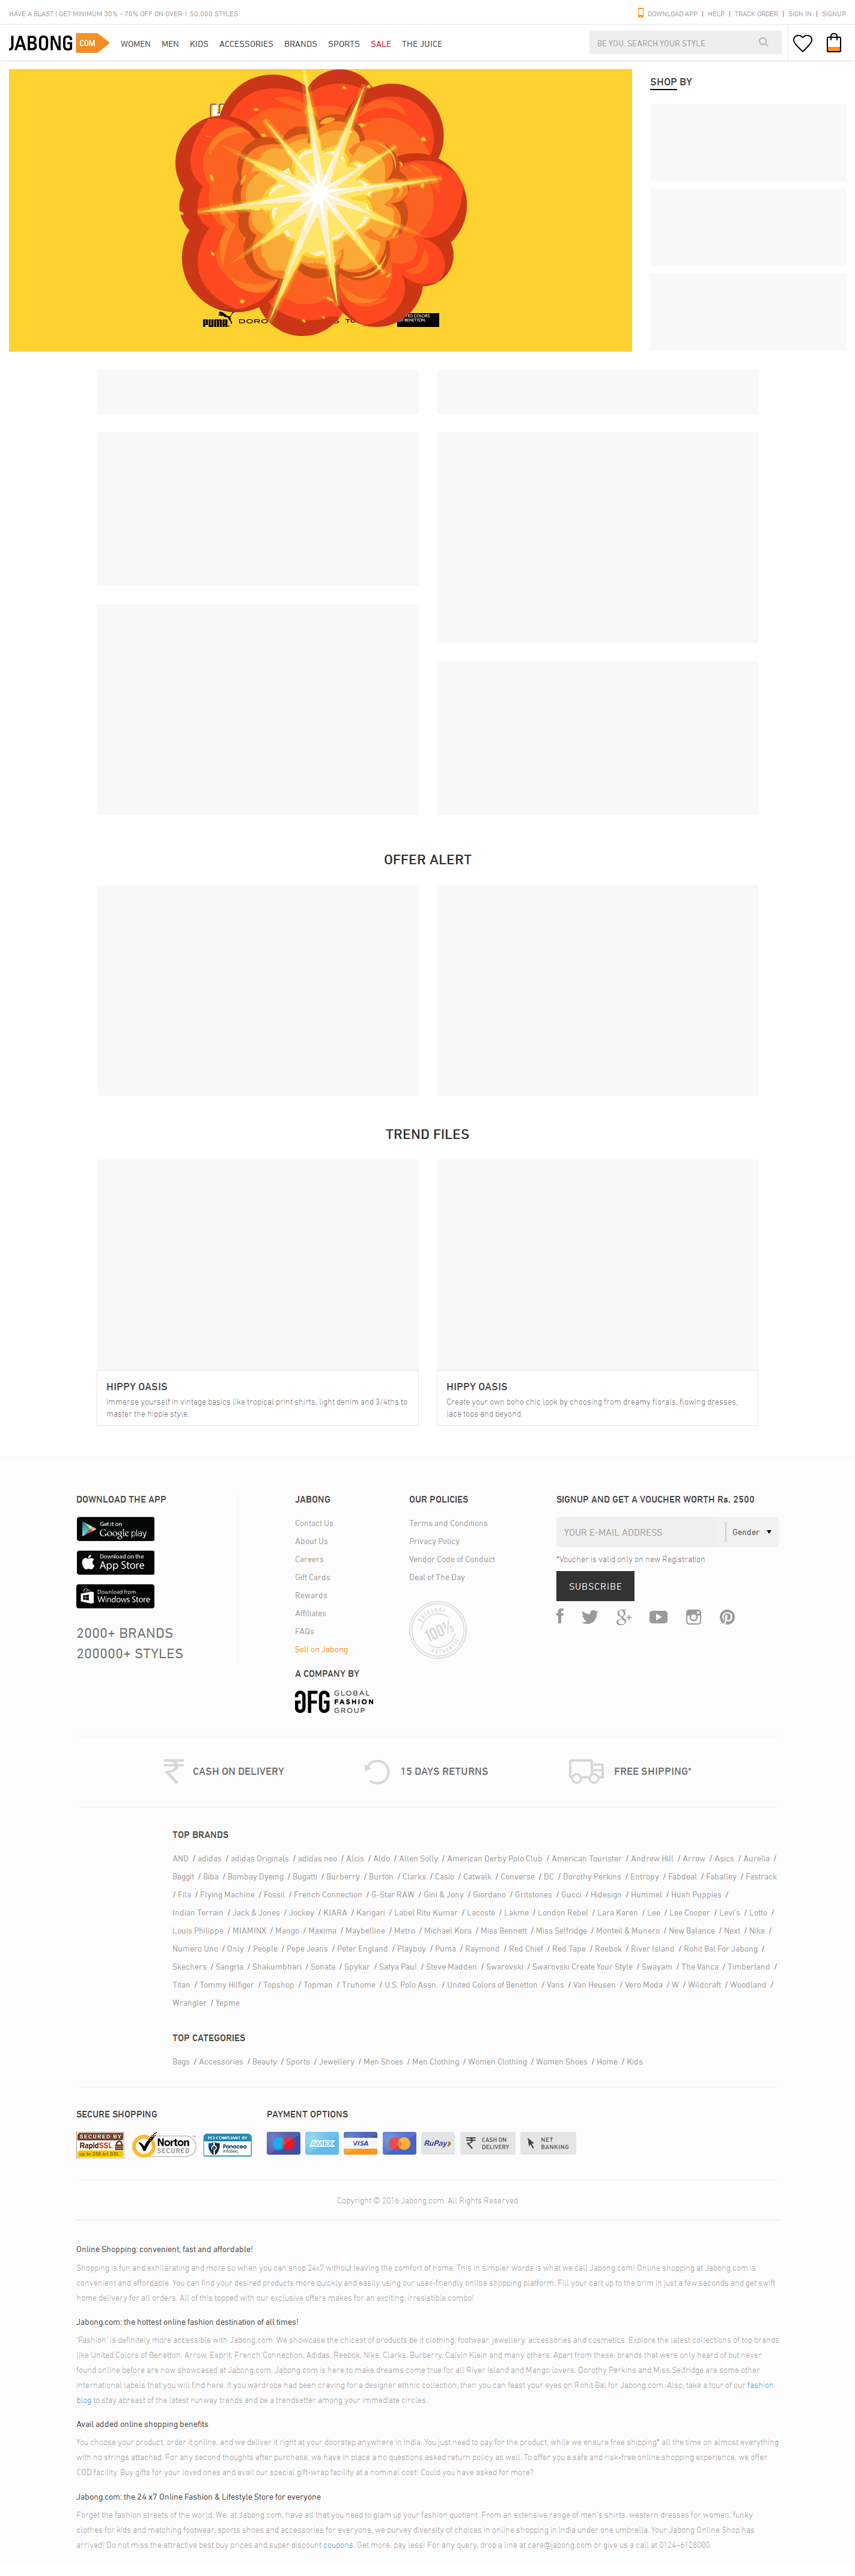 HAVE A BLAST ! GET MINIMUM 30% - 70% OFF ON OVER 1,50,000 STYLES
DOWNLOAD APP | HELP | TRACK ORDER | SIGN IN | SIGNUP
JABONG COM
WOMEN MEN KIDS ACCESSORIES BRANDS SPORTS SALE THE JUICE
BE YOU. SEARCH YOUR STYLE
SHOP BY
PUMA DORO
OF BENETTON
OFFER ALERT
TREND FILES
HIPPY OASIS
Immerse yourself in vintage basics like tropical print shirts, light denim and 3/4ths to
master the hippie style.
HIPPY OASIS
Create your own boho chic look by choosing from dreamy florals, flowing dresses,
lace tops and beyond.
DOWNLOAD THE APP
Get it on
Google play
Download on the
App Store
Download from
Windows Store
2000+ BRANDS
200000+ STYLES
JABONG
Contact Us
About Us
Careers
Gift Cards
Rewards
Affiliates
FAQs
Sell on Jabong
A COMPANY BY
GFG GLOBAL
FASHION
GROUP
OUR POLICIES
Terms and Conditions
Privacy Policy
Vendor Code of Conduct
Deal of The Day
ORIGINAL
100%
AUTHENTIC
SIGNUP AND GET A VOUCHER WORTH Rs. 2500
YOUR E-MAIL ADDRESS Gender
*Voucher is valid only on new Registration
SUBSCRIBE
CASH ON DELIVERY
15 DAYS RETURNS
FREE SHIPPING*
TOP BRANDS
AND / adidas / adidas Originals / adidas neo / Alcis / Aldo / Allen Solly / American Derby Polo Club / American Tourister / Andrew Hill / Arrow / Asics / Aurelia /
Baggit / Biba / Bombay Dyeing / Bugatti / Burberry / Burton / Clarks / Casio / Catwalk / Converse / DC / Dorothy Perkins / Entropy / Fabdeal / Faballey / Fastrack
/ Fila / Flying Machine / Fossil / French Connection / G-Star RAW / Gini & Jony / Giordano / Gritstones / Gucci / Hidesign / Hummel / Hush Puppies /
Indian Terrain / Jack & Jones / Jockey / KIARA / Karigari / Label Ritu Kumar / Lacoste / Lakme / London Rebel / Lara Karen / Lee / Lee Cooper / Levi's / Lotto /
Louis Philippe / MIAMINX / Mango / Maxima / Maybelline / Metro / Michael Kors / Miss Bennett / Miss Selfridge / Monteil & Munero / New Balance / Next / Nike /
Numero Uno / Only / People / Pepe Jeans / Peter England / Playboy / Puma / Raymond / Red Chief / Red Tape / Reebok / River Island / Rohit Bal For Jabong /
Skechers / Sangria / Shakumbhari / Sonata / Spykar / Satya Paul / Steve Madden / Swarovski / Swarovski Create Your Style / Swayam / The Vanca / Timberland /
Titan / Tommy Hilfiger / Topshop / Topman / Truhome / U.S. Polo Assn. / United Colors of Benetton / Vans / Van Heusen / Vero Moda / W / Wildcraft / Woodland /
Wrangler / Yepme
TOP CATEGORIES
Bags / Accessories / Beauty / Sports / Jewellery / Men Shoes / Men Clothing / Women Clothing / Women Shoes / Home / Kids
SECURE SHOPPING
SECURED BY
RapidSSL
up to 256-bit SSL
Norton
SECURED
PCI COMPLIANT BY
Panacea
InfoSec
PAYMENT OPTIONS
AMEX
VISA
RuPay
CASH ON
DELIVERY
NET
BANKING
Copyright © 2016 Jabong.com. All Rights Reserved
Online Shopping: convenient, fast and affordable!
Shopping is fun and exhilarating and more so when you can shop 24x7 without leaving the comfort of home. This in simpler words is what we call Jabong.com! Online shopping at Jabong.com is
convenient and affordable. You can find your desired products more quickly and easily using our user-friendly online shopping platform. Fill your cart up to the brim in just a few seconds and get swift
home delivery for all orders. All of this topped with our exclusive offers makes for an exciting, irresistible combo!
Jabong.com: the hottest online fashion destination of all times!
'Fashion' is definitely more accessible with Jabong.com. We showcase the chicest of products be it clothing, footwear, jewellery, accessories and cosmetics. Explore the latest collections of top brands
like United Colors of Benetton, Arrow, Esprit, French Connection, Adidas, Reebok, Nike, Clarks, Burberry, Calvin Klein and many others. Apart from these, brands that were only heard of but never
found online before are now showcased at Jabong.com. Jabong.com is here to make dreams come true for all River island and Mango lovers. Dorothy Perkins and Miss Selfridge are some other
international labels that you will find here. If you wardrobe had been craving for a designer ethnic collection, then you can feast your eyes on Rohit Bal for Jabong.com. Also, take a tour of our fashion
blog to stay abreast of the latest runway trends and be a trendsetter among your immediate circles.
Avail added online shopping benefits
You choose your product, order it online, and we deliver it right at your doorstep anywhere in India. You just need to pay for the product, while we ensure free shipping* all the time on almost everything
with no strings attached. For any second thoughts after purchase, we have in place a no questions asked return policy as well. To offer you a safe and risk-free online shopping experience, we offer
COD facility. Buy gifts for your loved ones and avail our special gift-wrap facility at a nominal cost! Could you have asked for more?
Jabong.com: the 24 x7 Online Fashion & Lifestyle Store for everyone
Forget the fashion streets of the world. We, at Jabong.com, have all that you need to glam up your fashion quotient. From an extensive range of men's shirts, western dresses for women, funky
clothes for kids and matching footwear, sports shoes and accessories for everyone, we purvey diversity of choices in online shopping in India under one umbrella. Your Jabong Online Shop has
arrived! Do not miss the attractive best buy prices and super discount coupons. Get more, pay less! For any query, drop a line at care@jabong.com or give us a call at 0124-6128000.